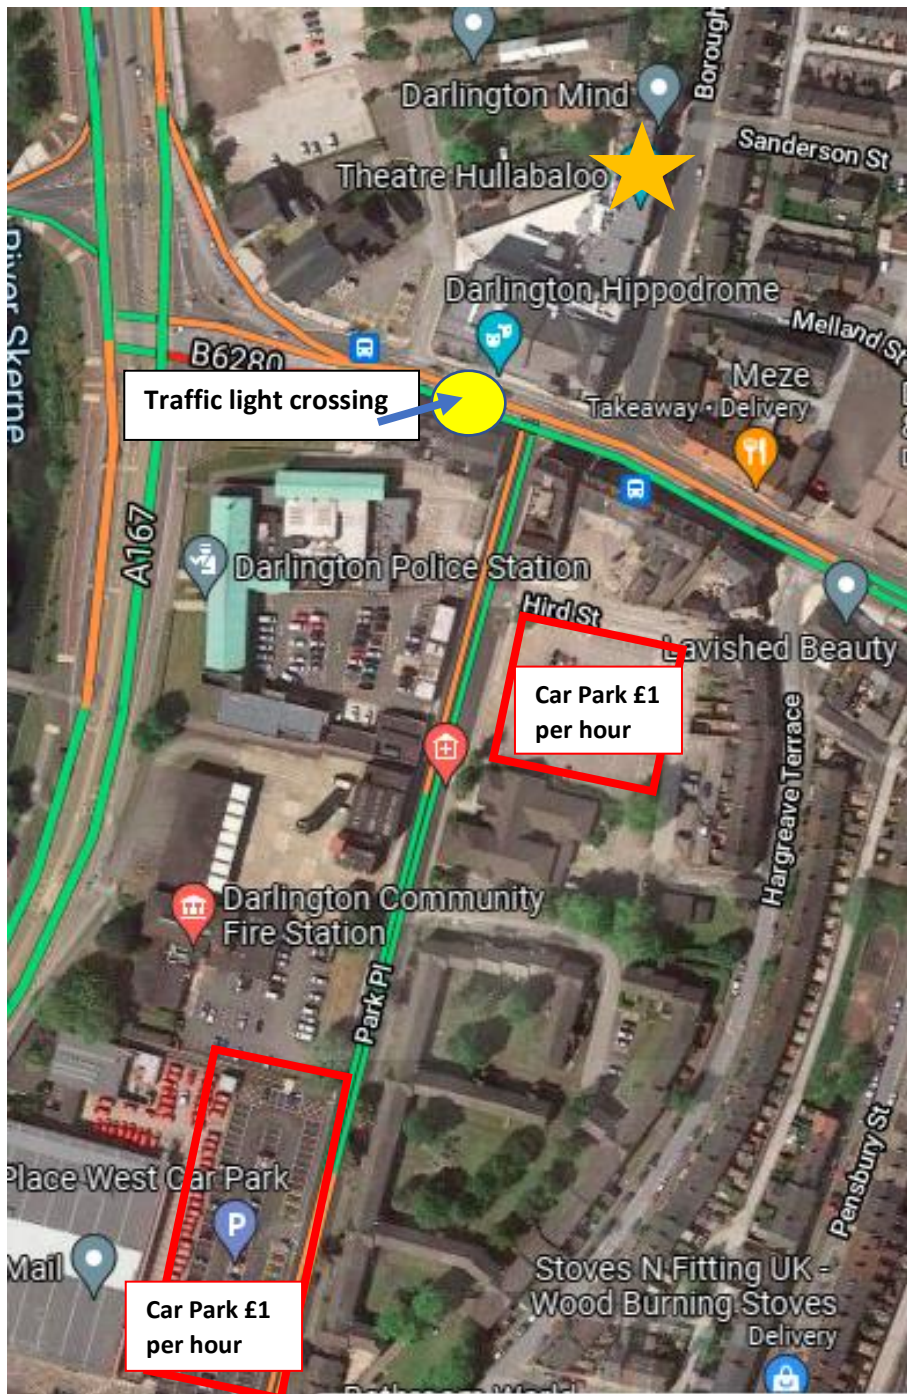 Darlington Mind
Borough
Sanderson St
Theatre Hullabaloo
River Skerne
Darlington Hippodrome
Melland St
B6280
Meze
Takeaway • Delivery
Traffic light crossing
A167
Darlington Police Station
Hird St
Lavished Beauty
Car Park £1
per hour
Hargreave Terrace
Darlington Community
Fire Station
Park Pl
Place West Car Park
P
Pensbury St
Mail
Stoves N Fitting UK -
Wood Burning Stoves
Delivery
Car Park £1
per hour